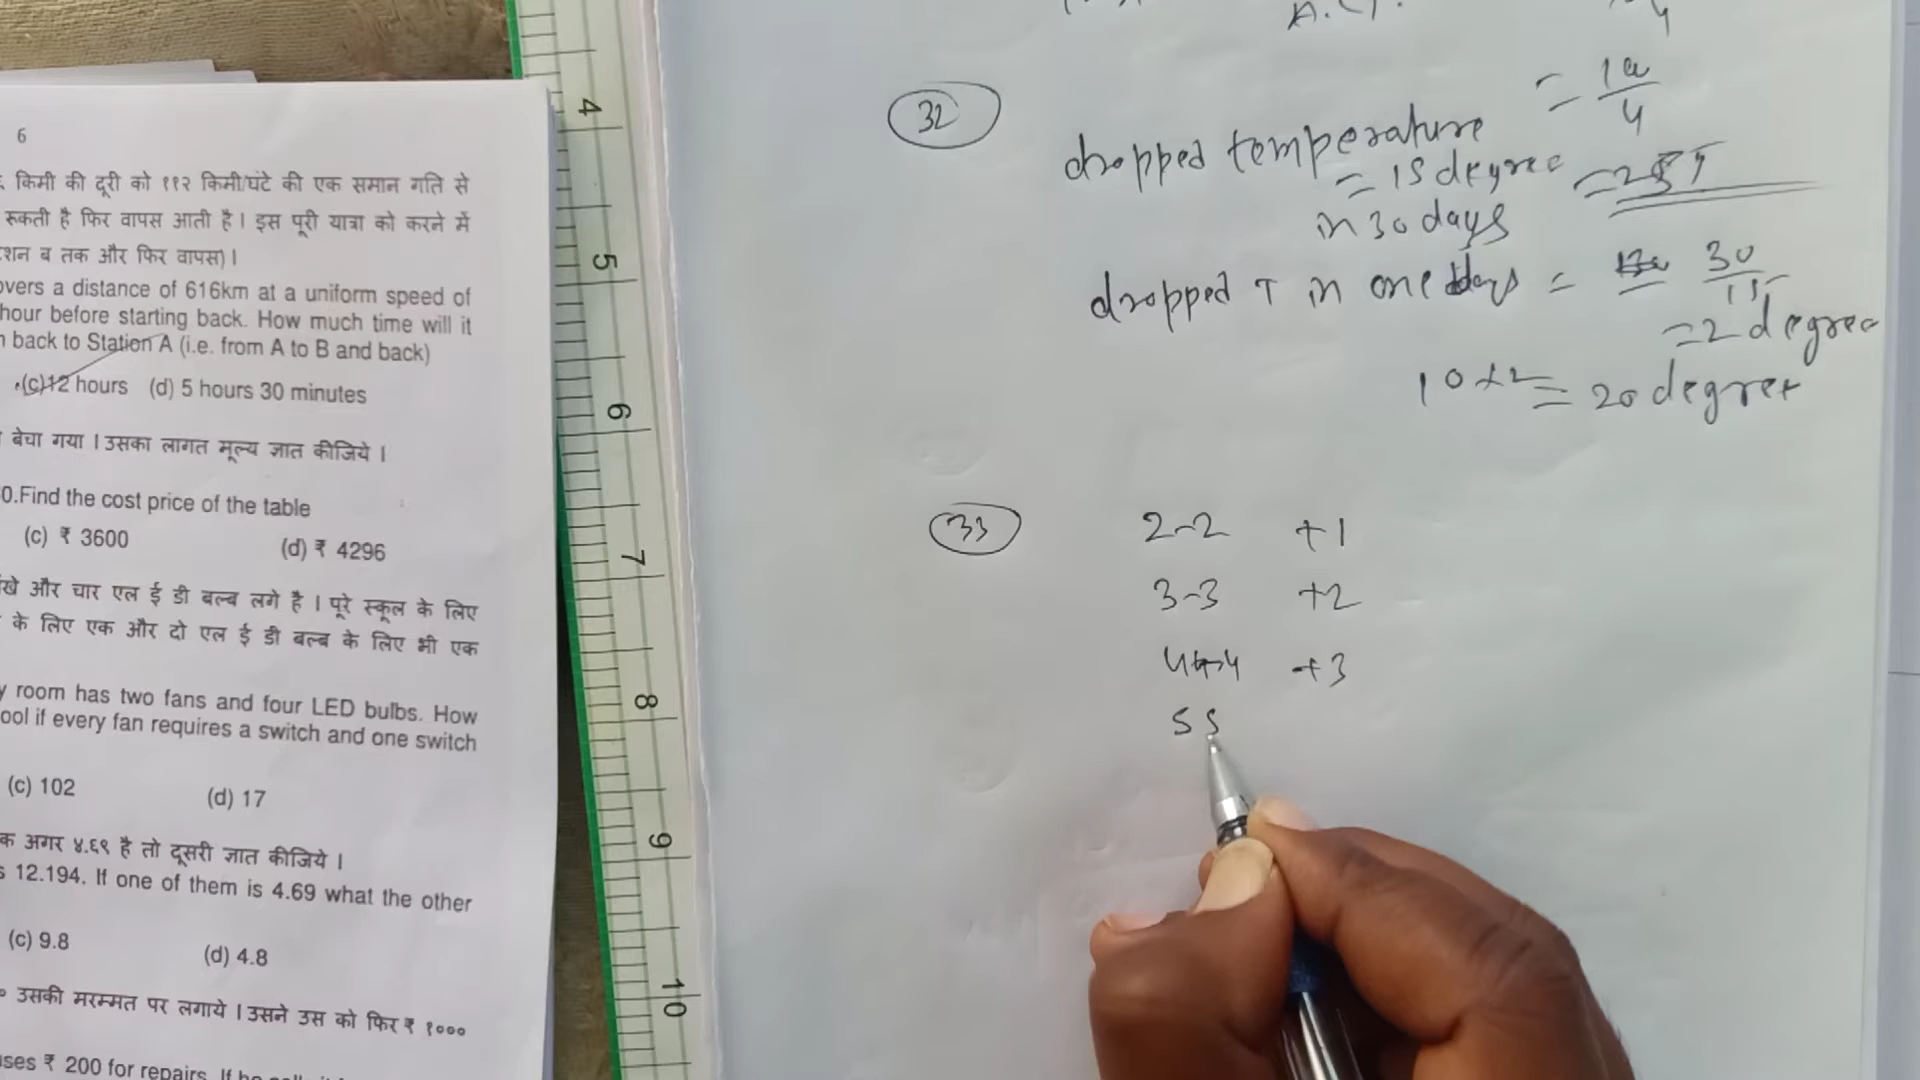 6
किमी की दूरी को ११२ किमी/घंटे की एक समान गति से
रूकती है फिर वापस आती है । इस पूरी यात्रा को करने में
शन ब तक और फिर वापस) ।
overs a distance of 616km at a uniform speed of
hour before starting back. How much time will it
back to Station A (i.e. from A to B and back)
(c) 12 hours (d) 5 hours 30 minutes
बेचा गया । उसका लागत मूल्य ज्ञात कीजिये ।
0.Find the cost price of the table
(c) ₹ 3600 (d) ₹ 4296
खे और चार एल ई डी बल्ब लगे है । पूरे स्कूल के लिए
के लिए एक और दो एल ई डी बल्ब के लिए भी एक
y room has two fans and four LED bulbs. How
ool if every fan requires a switch and one switch
(c) 102 (d) 17
क अगर ४.६९ है तो दूसरी ज्ञात कीजिये ।
s 12.194. If one of them is 4.69 what the other
(c) 9.8 (d) 4.8
० उसकी मरम्मत पर लगाये । उसने उस को फिर ₹ १०००
uses ₹ 200 for repairs. If he
4
5
6
7
8
9
10
32
dropped temperature
= 15 degree
in 30 days
dropped T in one days = 30/15
= 2 degree
10×2 = 20 degree
33
2-2 +1
3-3 +2
4-4 +3
5 5